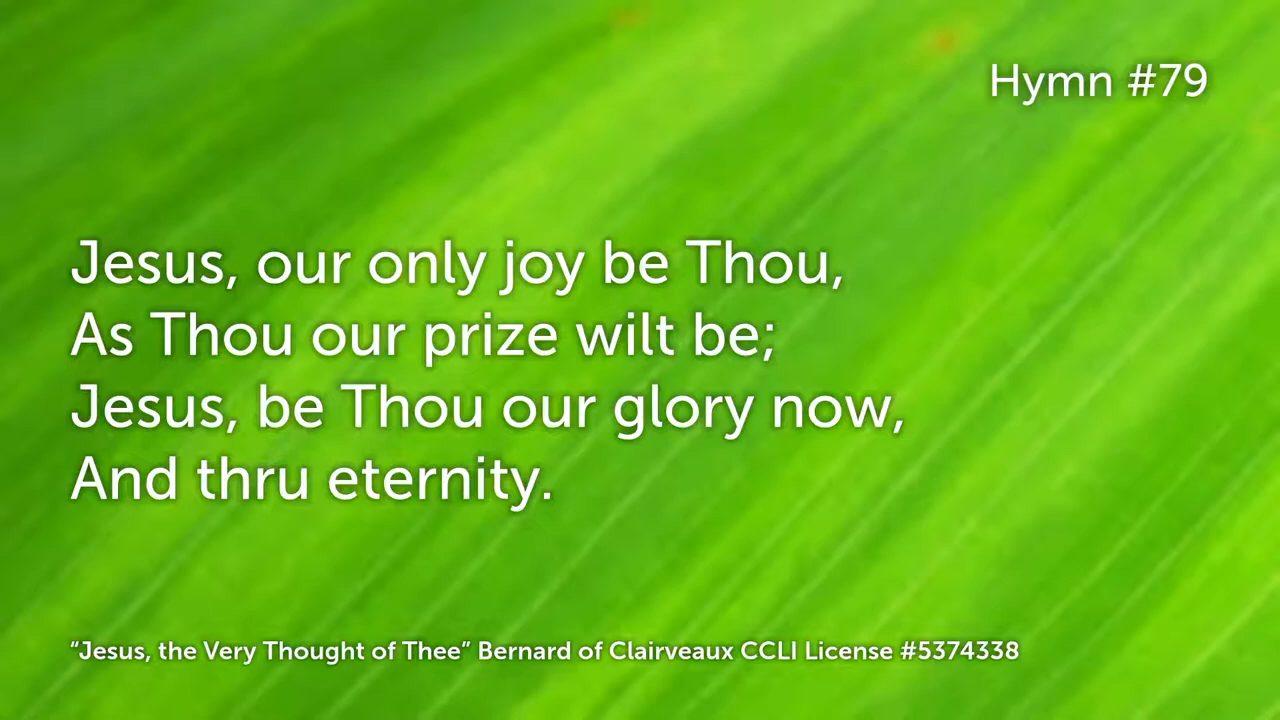 Hymn #79
Jesus, our only joy be Thou,
As Thou our prize wilt be;
Jesus, be Thou our glory now,
And thru eternity.
“Jesus, the Very Thought of Thee” Bernard of Clairveaux CCLI License #5374338